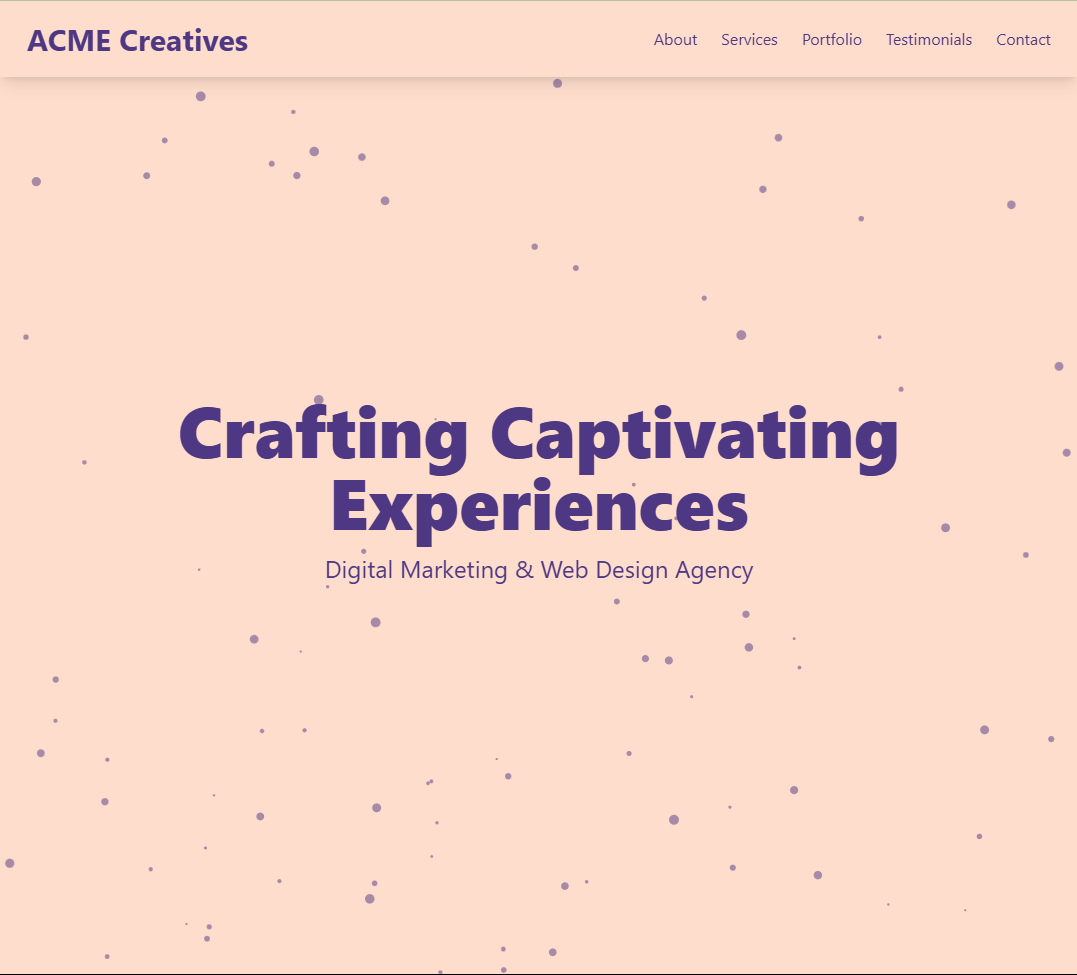 ACME Creatives
About Services Portfolio Testimonials Contact
Crafting Captivating
Experiences
Digital Marketing & Web Design Agency